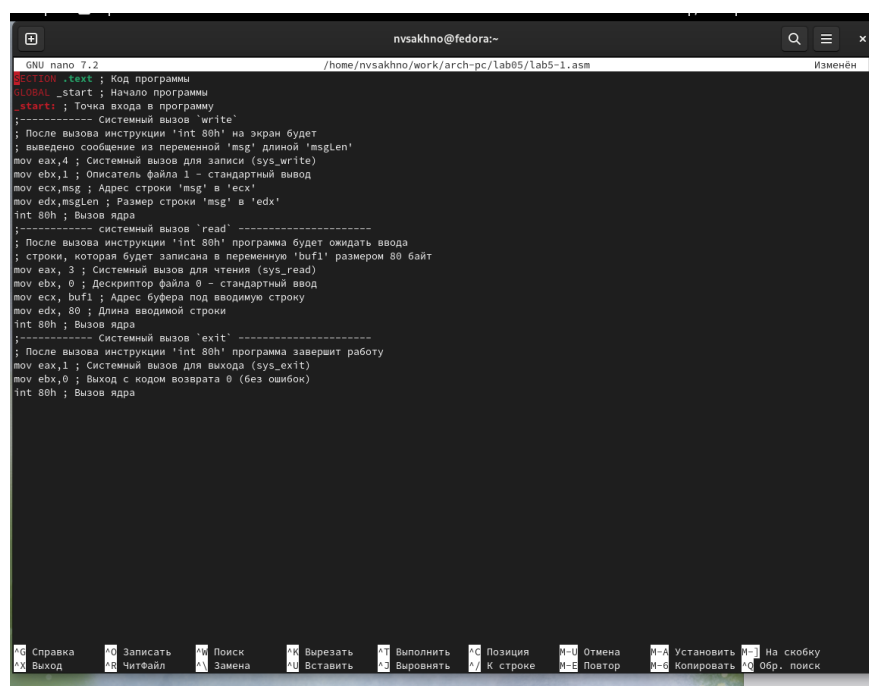 nvsakhno@fedora:~
GNU nano 7.2 /home/nvsakhno/work/arch-pc/lab05/lab5-1.asm Изменён
SECTION .text ; Код программы
GLOBAL _start ; Начало программы
_start: ; Точка входа в программу
;------------ Системный вызов `write`
; После вызова инструкции 'int 80h' на экран будет
; выведено сообщение из переменной 'msg' длиной 'msgLen'
mov eax,4 ; Системный вызов для записи (sys_write)
mov ebx,1 ; Описатель файла 1 - стандартный вывод
mov ecx,msg ; Адрес строки 'msg' в 'ecx'
mov edx,msgLen ; Размер строки 'msg' в 'edx'
int 80h ; Вызов ядра
;------------ системный вызов `read` ----------------------
; После вызова инструкции 'int 80h' программа будет ожидать ввода
; строки, которая будет записана в переменную 'buf1' размером 80 байт
mov eax, 3 ; Системный вызов для чтения (sys_read)
mov ebx, 0 ; Дескриптор файла 0 - стандартный ввод
mov ecx, buf1 ; Адрес буфера под вводимую строку
mov edx, 80 ; Длина вводимой строки
int 80h ; Вызов ядра
;------------ Системный вызов `exit` ----------------------
; После вызова инструкции 'int 80h' программа завершит работу
mov eax,1 ; Системный вызов для выхода (sys_exit)
mov ebx,0 ; Выход с кодом возврата 0 (без ошибок)
int 80h ; Вызов ядра
^G Справка ^O Записать ^W Поиск ^K Вырезать ^T Выполнить ^C Позиция M-U Отмена M-A Установить M-] На скобку
^X Выход ^R ЧитФайл ^\ Замена ^U Вставить ^J Выровнять ^/ К строке M-E Повтор M-6 Копировать ^Q Обр. поиск